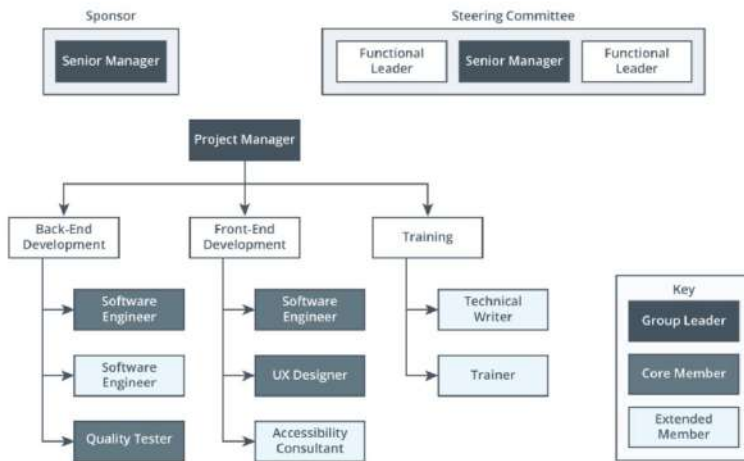 Sponsor
Senior Manager
Steering Committee
Functional
Leader
Senior Manager
Functional
Leader
Project Manager
Back-End
Development
Front-End
Development
Training
Software
Engineer
Software
Engineer
Quality Tester
Software
Engineer
UX Designer
Accessibility
Consultant
Technical
Writer
Trainer
Key
Group Leader
Core Member
Extended
Member